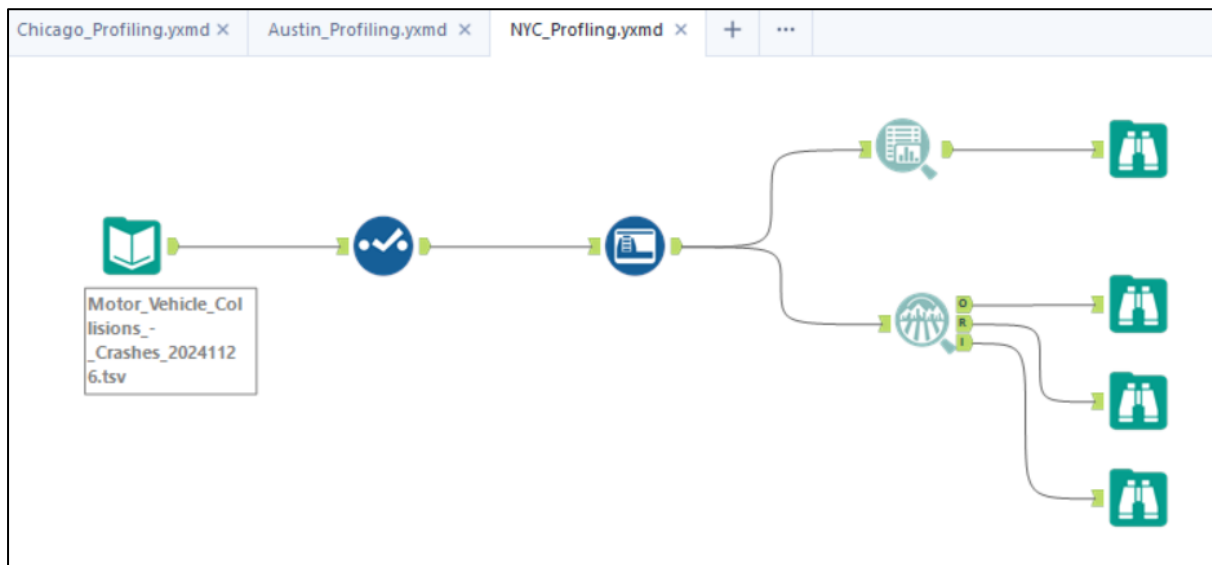 Chicago_Profiling.yxmd ×
Austin_Profiling.yxmd ×
NYC_Profling.yxmd ×
+
...
Motor_Vehicle_Col
lisions_-
_Crashes_2024112
6.tsv
O
R
I